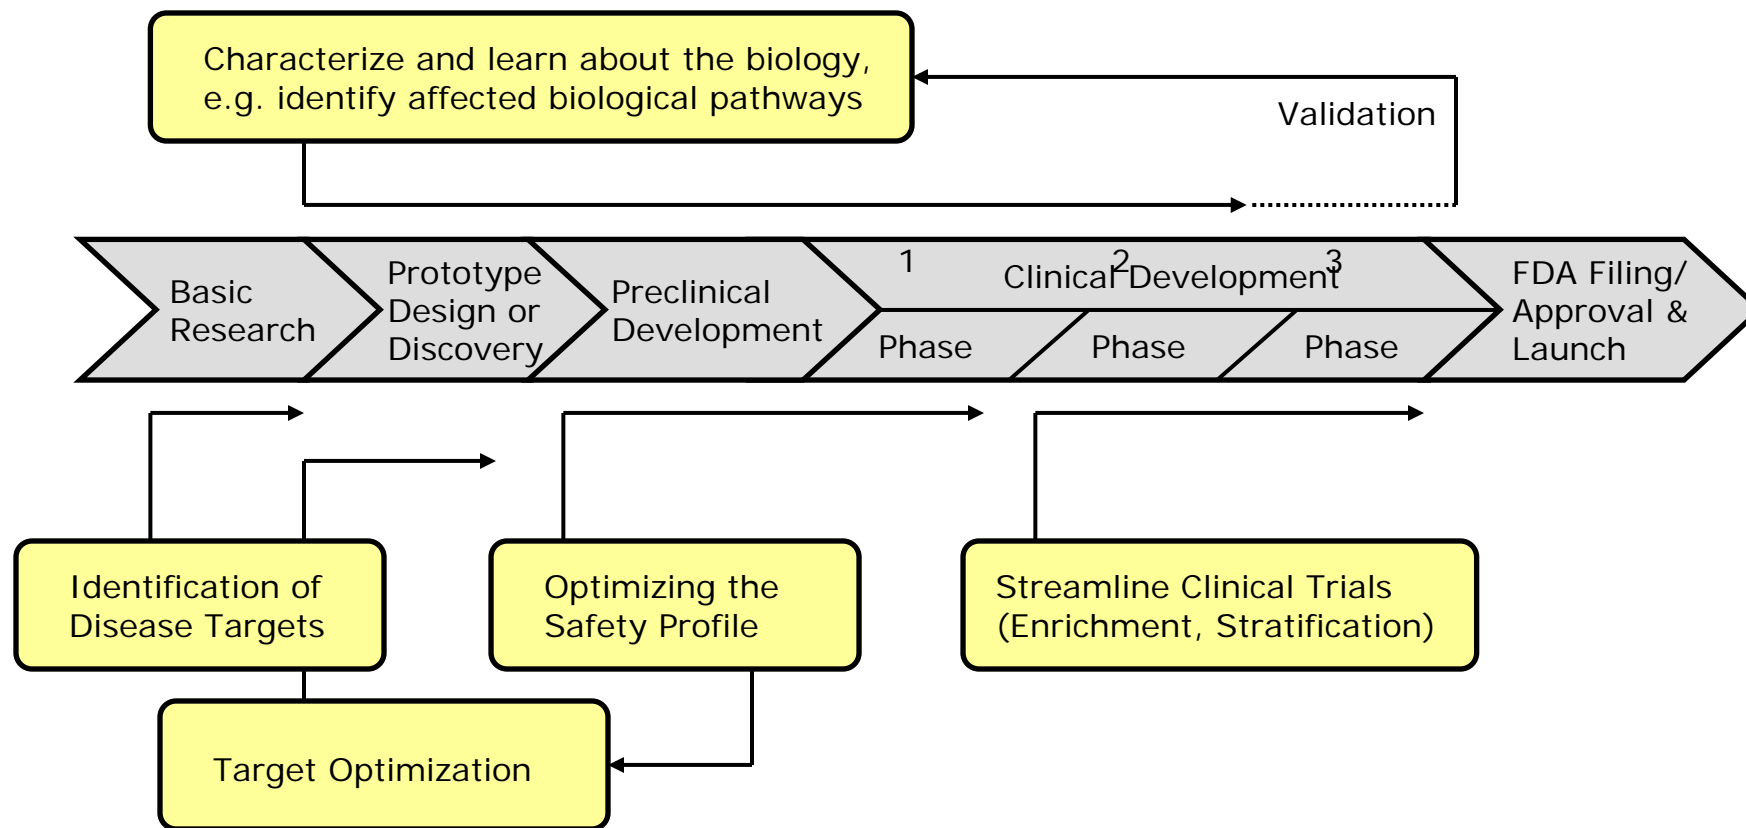 Characterize and learn about the biology,
e.g. identify affected biological pathways
Validation
Basic
Research
Prototype
Design or
Discovery
Preclinical
Development
1
2
3
Clinical Development
Phase
Phase
Phase
FDA Filing/
Approval &
Launch
Identification of
Disease Targets
Optimizing the
Safety Profile
Streamline Clinical Trials
(Enrichment, Stratification)
Target Optimization